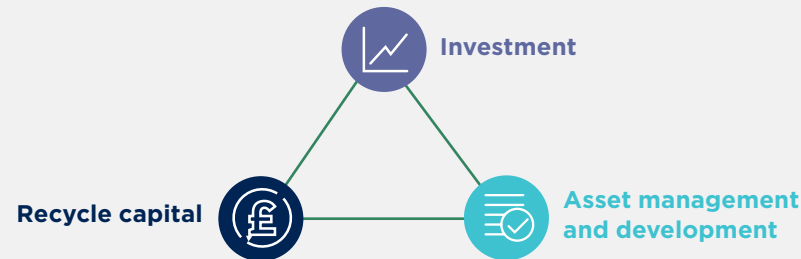 Investment
Recycle capital
Asset management
and development
£